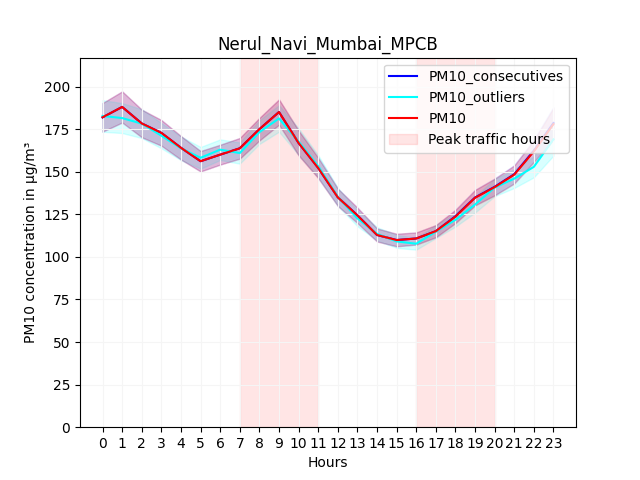 Nerul_Navi_Mumbai_MPCB
PM10_consecutives
PM10_outliers
PM10
Peak traffic hours
PM10 concentration in µg/m³
200
175
150
125
100
75
50
25
0
0 1 2 3 4 5 6 7 8 9 10 11 12 13 14 15 16 17 18 19 20 21 22 23
Hours